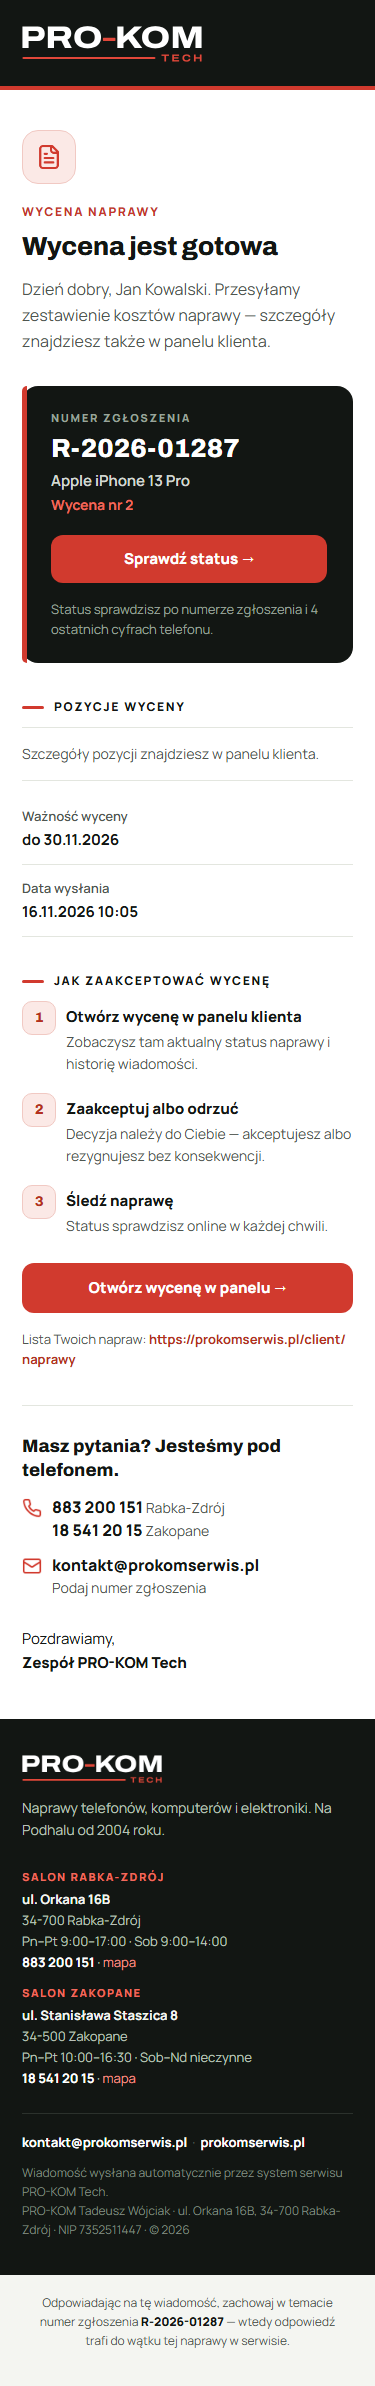 PRO-KOM
TECH
WYCENA NAPRAWY
Wycena jest gotowa
Dzień dobry, Jan Kowalski. Przesyłamy
zestawienie kosztów naprawy — szczegóły
znajdziesz także w panelu klienta.
NUMER ZGŁOSZENIA
R-2026-01287
Apple iPhone 13 Pro
Wycena nr 2
Sprawdź status →
Status sprawdzisz po numerze zgłoszenia i 4
ostatnich cyfrach telefonu.
POZYCJE WYCENY
Szczegóły pozycji znajdziesz w panelu klienta.
Ważność wyceny
do 30.11.2026
Data wysłania
16.11.2026 10:05
JAK ZAAKCEPTOWAĆ WYCENĘ
1 Otwórz wycenę w panelu klienta
Zobaczysz tam aktualny status naprawy i
historię wiadomości.
2 Zaakceptuj albo odrzuć
Decyzja należy do Ciebie — akceptujesz albo
rezygnujesz bez konsekwencji.
3 Śledź naprawę
Status sprawdzisz online w każdej chwili.
Otwórz wycenę w panelu →
Lista Twoich napraw: https://prokomserwis.pl/client/
naprawy
Masz pytania? Jesteśmy pod
telefonem.
883 200 151 Rabka-Zdrój
18 541 20 15 Zakopane
kontakt@prokomserwis.pl
Podaj numer zgłoszenia
Pozdrawiamy,
Zespół PRO-KOM Tech
PRO-KOM
TECH
Naprawy telefonów, komputerów i elektroniki. Na
Podhalu od 2004 roku.
SALON RABKA-ZDRÓJ
ul. Orkana 16B
34-700 Rabka-Zdrój
Pn–Pt 9:00–17:00 · Sob 9:00–14:00
883 200 151 · mapa
SALON ZAKOPANE
ul. Stanisława Staszica 8
34-500 Zakopane
Pn–Pt 10:00–16:30 · Sob–Nd nieczynne
18 541 20 15 · mapa
kontakt@prokomserwis.pl · prokomserwis.pl
Wiadomość wysłana automatycznie przez system serwisu
PRO-KOM Tech.
PRO-KOM Tadeusz Wójciak · ul. Orkana 16B, 34-700 Rabka-
Zdrój · NIP 7352511447 · © 2026
Odpowiadając na tę wiadomość, zachowaj w temacie
numer zgłoszenia R-2026-01287 — wtedy odpowiedź
trafi do wątku tej naprawy w serwisie.